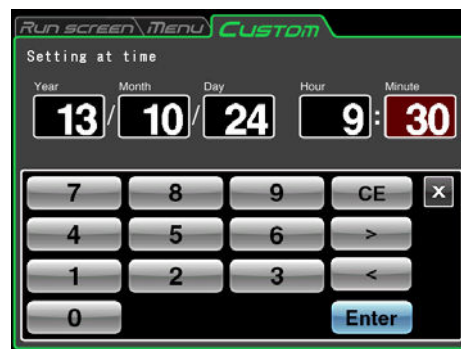 Run screen Menu Custom
Setting at time
Year Month Day Hour Minute
13 / 10 / 24 9 : 30
7 8 9 CE X
4 5 6 >
1 2 3 <
0 Enter